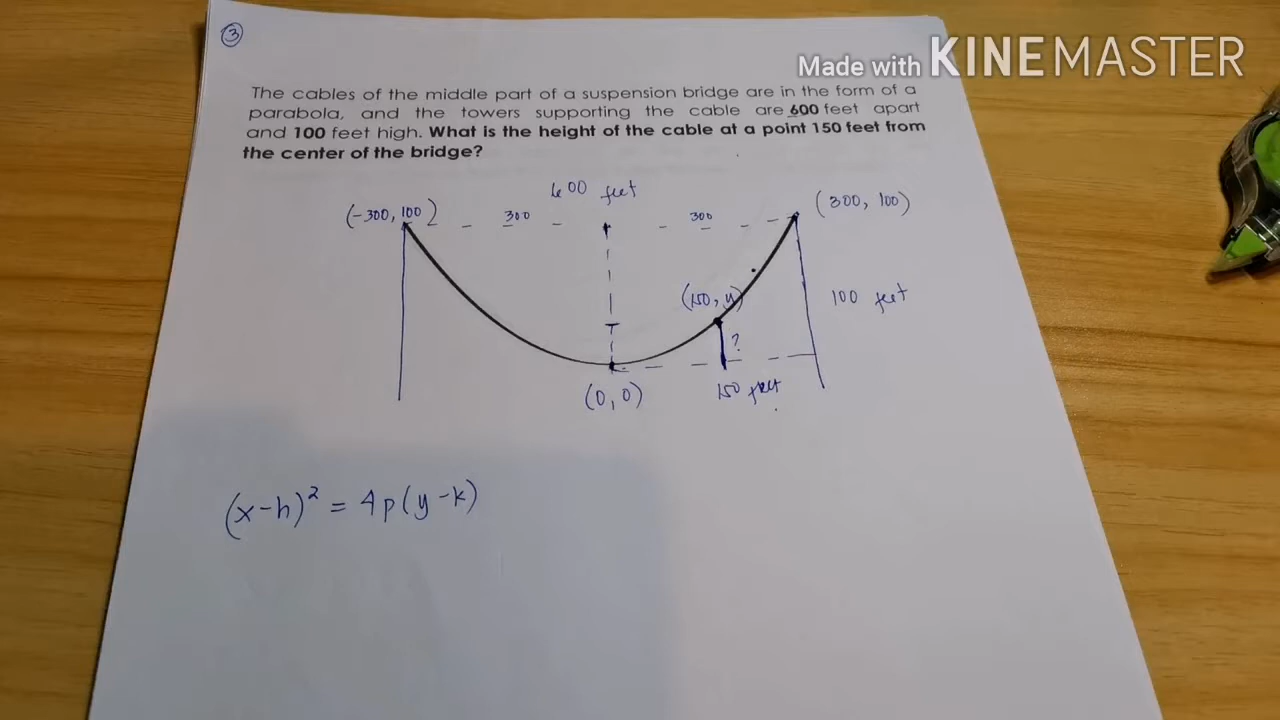 3
Made with KINEMASTER
The cables of the middle part of a suspension bridge are in the form of a
parabola, and the towers supporting the cable are 600 feet apart
and 100 feet high. What is the height of the cable at a point 150 feet from
the center of the bridge?
600 feet
(-300, 100)
300
300
(300, 100)
(150, y)
100 feet
?
(0, 0)
150 feet
(x-h)² = 4p(y-k)